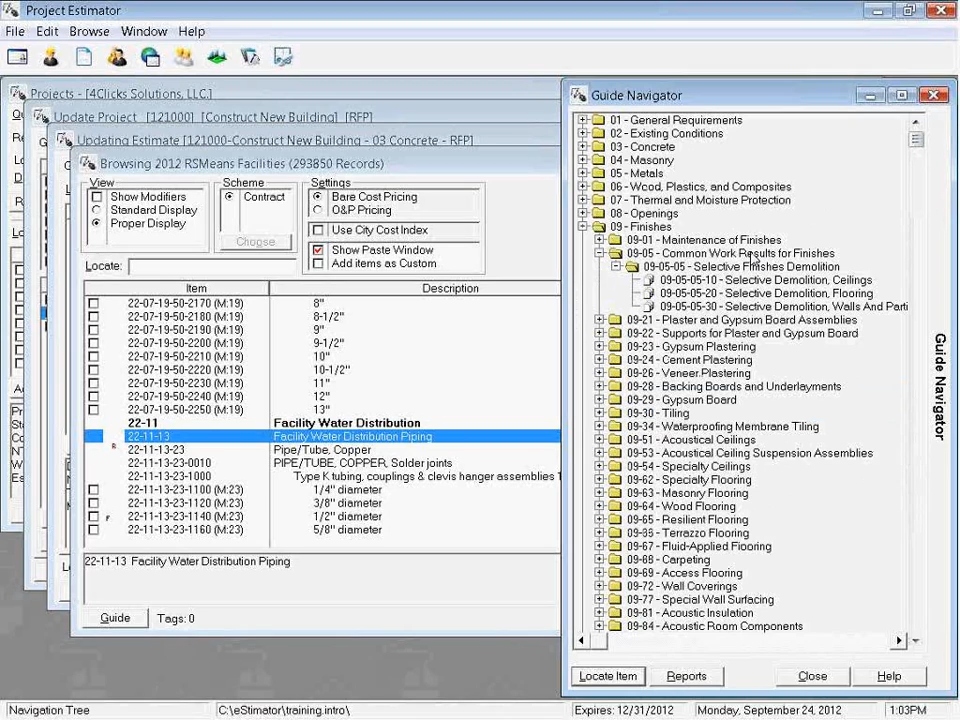 Project Estimator
File Edit Browse Window Help
Projects - [4Clicks Solutions, LLC.]
Update Project [121000] [Construct New Building] [RFP]
Updating Estimate [121000-Construct New Building - 03 Concrete - RFP]
Browsing 2012 RSMeans Facilities (293850 Records)
View
Show Modifiers
Standard Display
Proper Display
Scheme
Contract
Choose
Settings
Bare Cost Pricing
O&P Pricing
Use City Cost Index
Show Paste Window
Add items as Custom
Locate:
Item Description
22-07-19-50-2170 (M:19) 8"
22-07-19-50-2180 (M:19) 8-1/2"
22-07-19-50-2190 (M:19) 9"
22-07-19-50-2200 (M:19) 9-1/2"
22-07-19-50-2210 (M:19) 10"
22-07-19-50-2220 (M:19) 10-1/2"
22-07-19-50-2230 (M:19) 11"
22-07-19-50-2240 (M:19) 12"
22-07-19-50-2250 (M:19) 13"
22-11 Facility Water Distribution
22-11-13 Facility Water Distribution Piping
R 22-11-13-23 Pipe/Tube, Copper
22-11-13-23-0010 PIPE/TUBE, COPPER, Solder joints
22-11-13-23-1000 Type K tubing, couplings & clevis hanger assemblies 1
22-11-13-23-1100 (M:23) 1/4" diameter
22-11-13-23-1120 (M:23) 3/8" diameter
22-11-13-23-1140 (M:23) 1/2" diameter
22-11-13-23-1160 (M:23) 5/8" diameter
22-11-13 Facility Water Distribution Piping
Guide Tags: 0
Guide Navigator
01 - General Requirements
02 - Existing Conditions
03 - Concrete
04 - Masonry
05 - Metals
06 - Wood, Plastics, and Composites
07 - Thermal and Moisture Protection
08 - Openings
09 - Finishes
09-01 - Maintenance of Finishes
09-05 - Common Work Results for Finishes
09-05-05 - Selective Finishes Demolition
09-05-05-10 - Selective Demolition, Ceilings
09-05-05-20 - Selective Demolition, Flooring
09-05-05-30 - Selective Demolition, Walls And Parti
09-21 - Plaster and Gypsum Board Assemblies
09-22 - Supports for Plaster and Gypsum Board
09-23 - Gypsum Plastering
09-24 - Cement Plastering
09-26 - Veneer Plastering
09-28 - Backing Boards and Underlayments
09-29 - Gypsum Board
09-30 - Tiling
09-34 - Waterproofing Membrane Tiling
09-51 - Acoustical Ceilings
09-53 - Acoustical Ceiling Suspension Assemblies
09-54 - Specialty Ceilings
09-62 - Specialty Flooring
09-63 - Masonry Flooring
09-64 - Wood Flooring
09-65 - Resilient Flooring
09-66 - Terrazzo Flooring
09-67 - Fluid-Applied Flooring
09-68 - Carpeting
09-69 - Access Flooring
09-72 - Wall Coverings
09-77 - Special Wall Surfacing
09-81 - Acoustic Insulation
09-84 - Acoustic Room Components
Guide Navigator
Locate Item Reports Close Help
Navigation Tree C:\eStimator\training.intro\ Expires: 12/31/2012 Monday, September 24, 2012 1:03PM